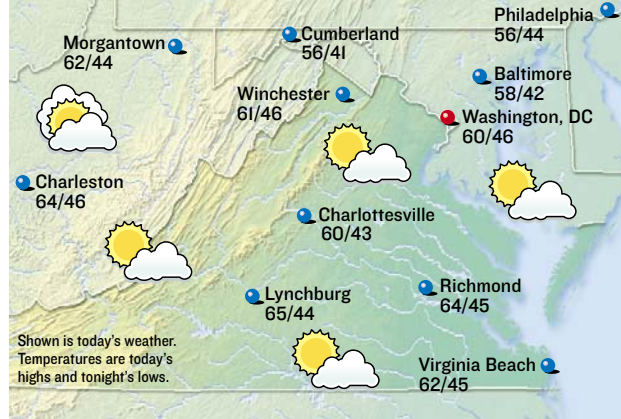 Philadelphia
56/44
Morgantown
62/44
Cumberland
56/41
Baltimore
58/42
Winchester
61/46
Washington, DC
60/46
Charleston
64/46
Charlottesville
60/43
Richmond
64/45
Lynchburg
65/44
Shown is today's weather.
Temperatures are today's
highs and tonight's lows.
Virginia Beach
62/45